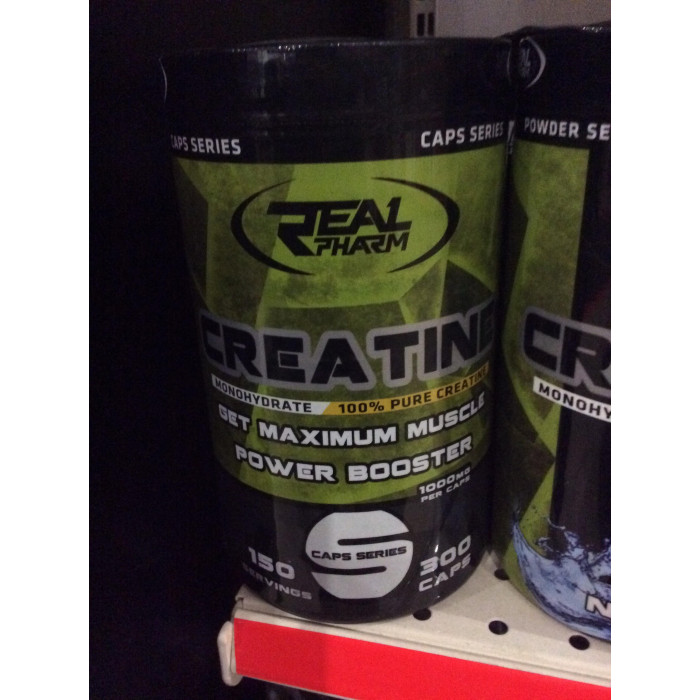 CAPS SERIES
CAPS SERIES
POWDER SE
REAL
PHARM
CREATINE
CR
MONOHYDRATE
100% PURE CREATINE
MONOHY
GET MAXIMUM MUSCLE
POWER BOOSTER
1000MG
PER CAPS
CAPS SERIES
150
SERVINGS
300
CAPS
N